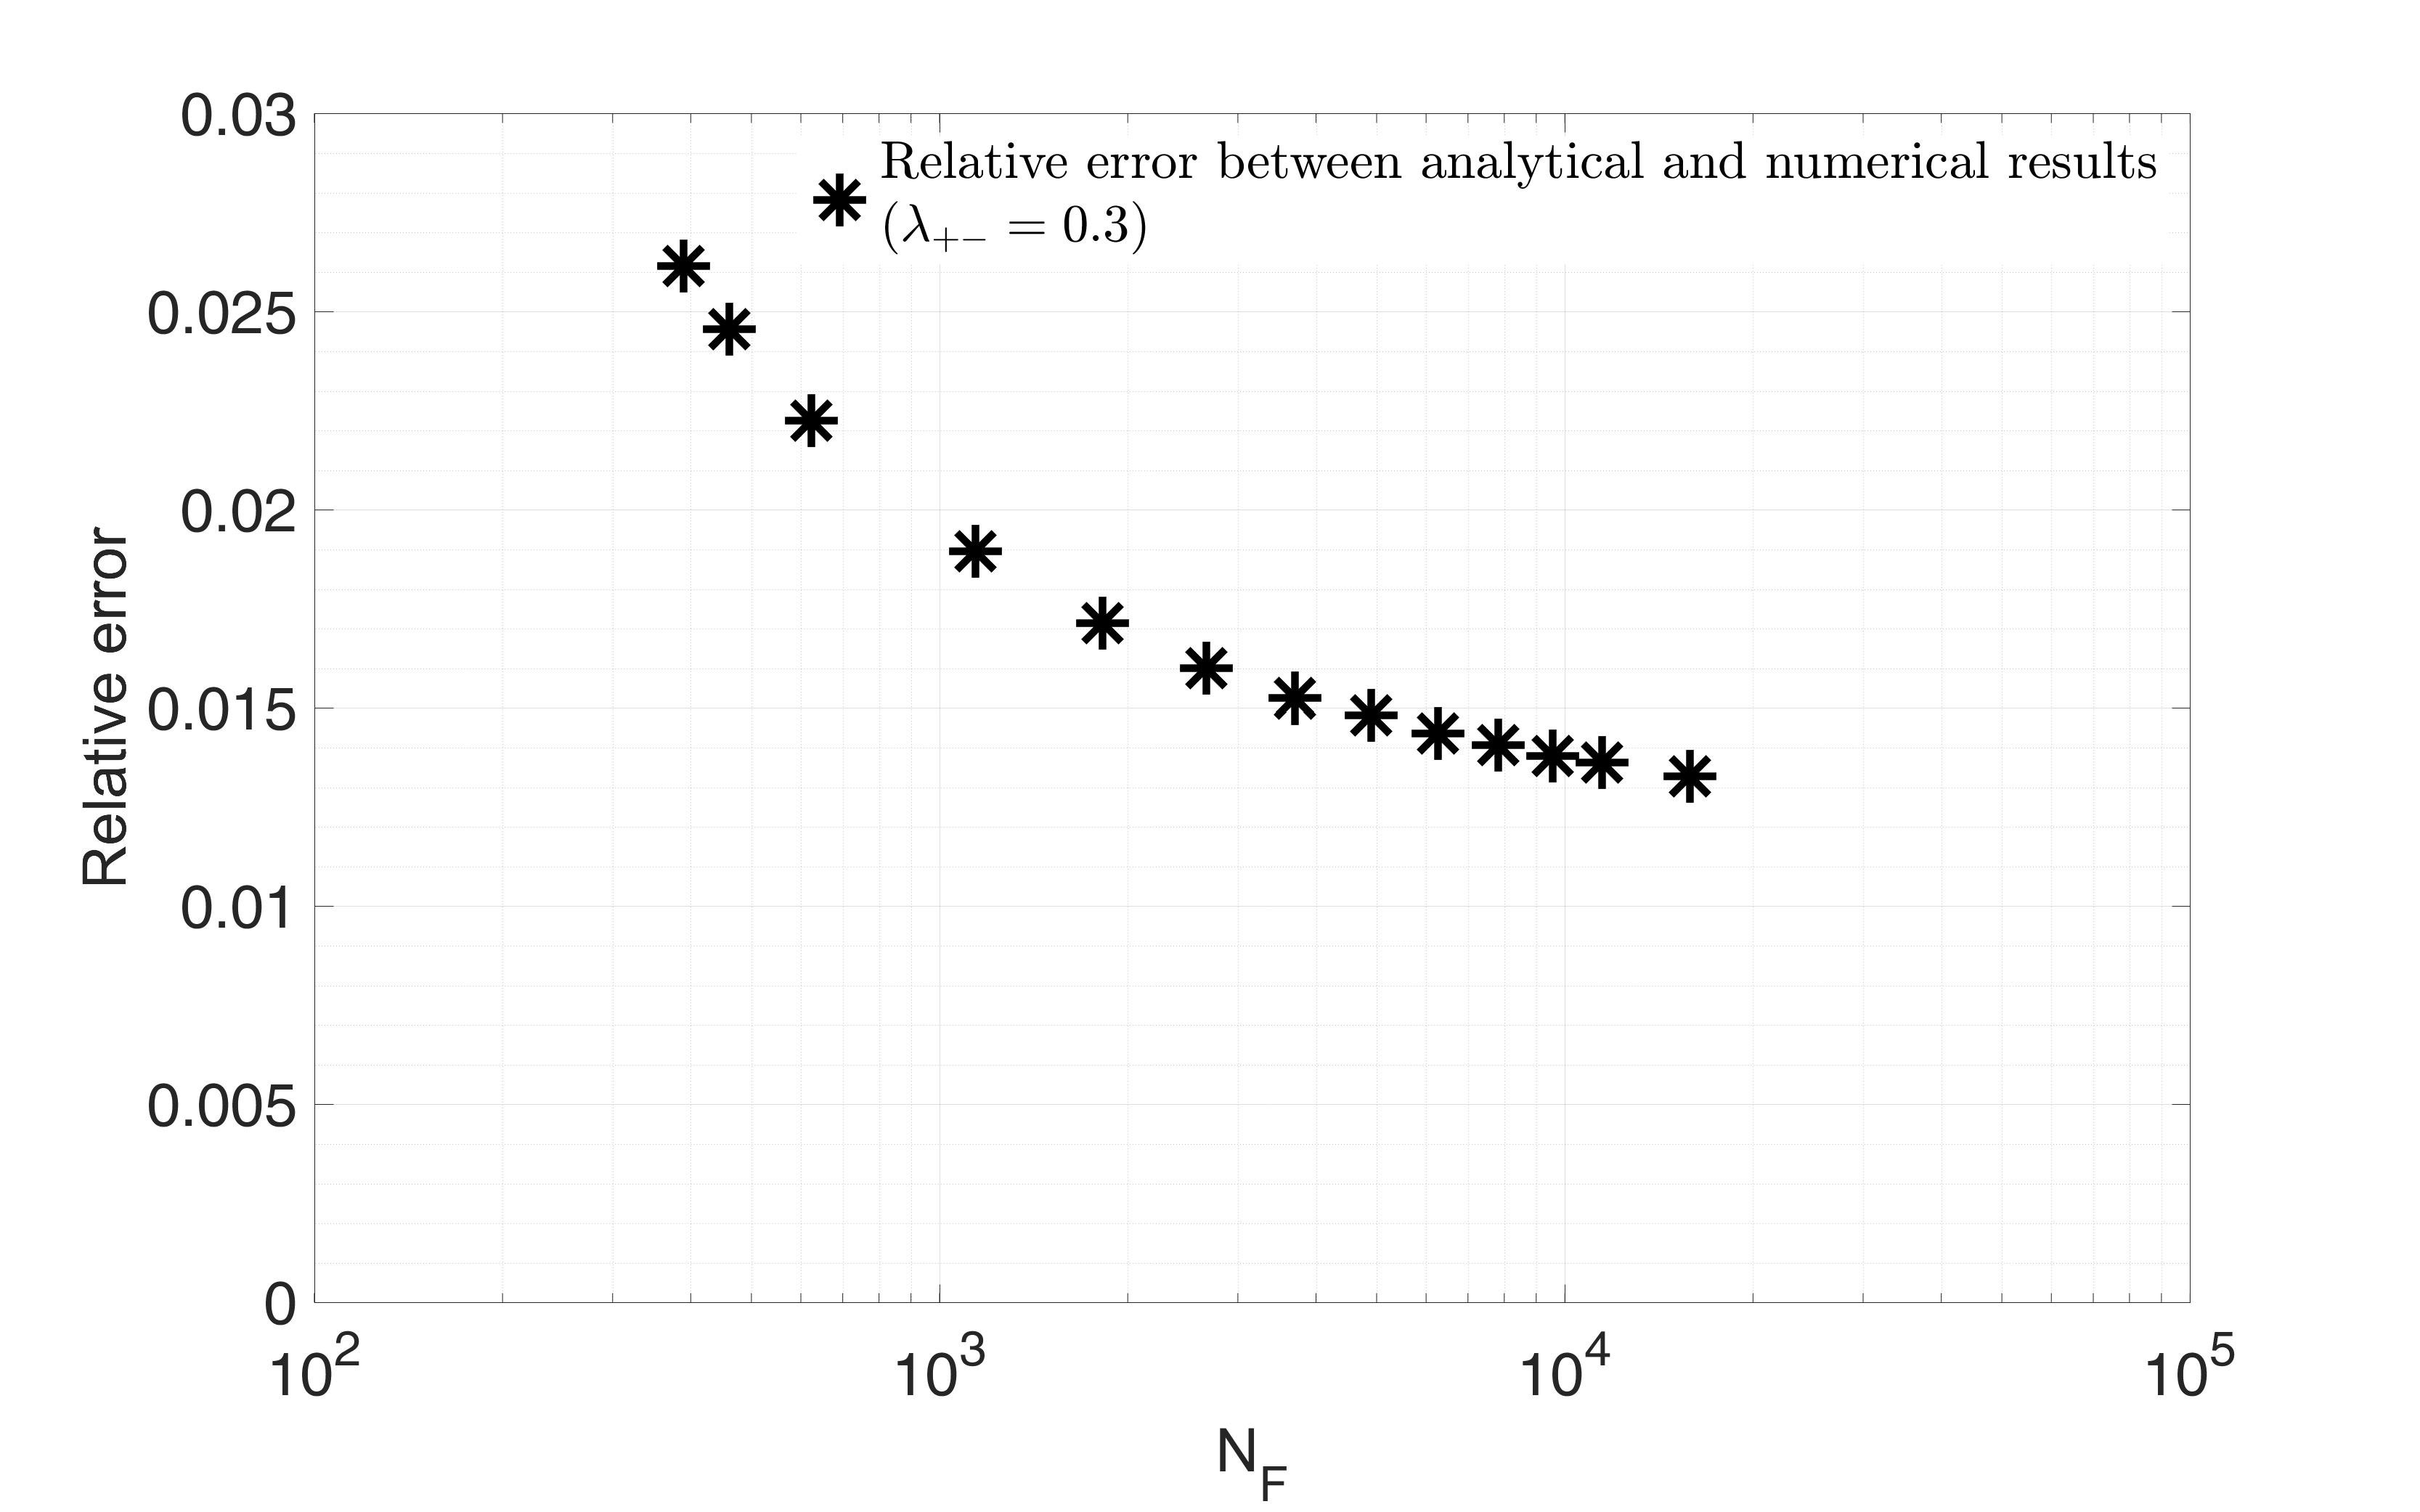 0.03
0.025
0.02
0.015
0.01
0.005
0
Relative error
Relative error between analytical and numerical results
(λ₊₋ = 0.3)
10² 10³ 10⁴ 10⁵
N_F